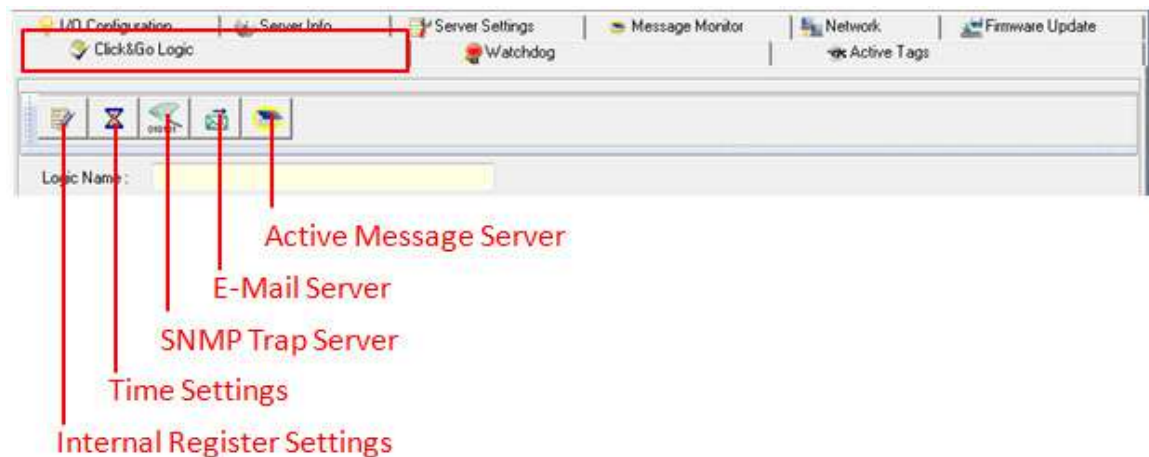 I/O Configuration Server Info Server Settings Message Monitor Network Firmware Update
Click&Go Logic Watchdog Active Tags
Logic Name :
Active Message Server
E-Mail Server
SNMP Trap Server
Time Settings
Internal Register Settings